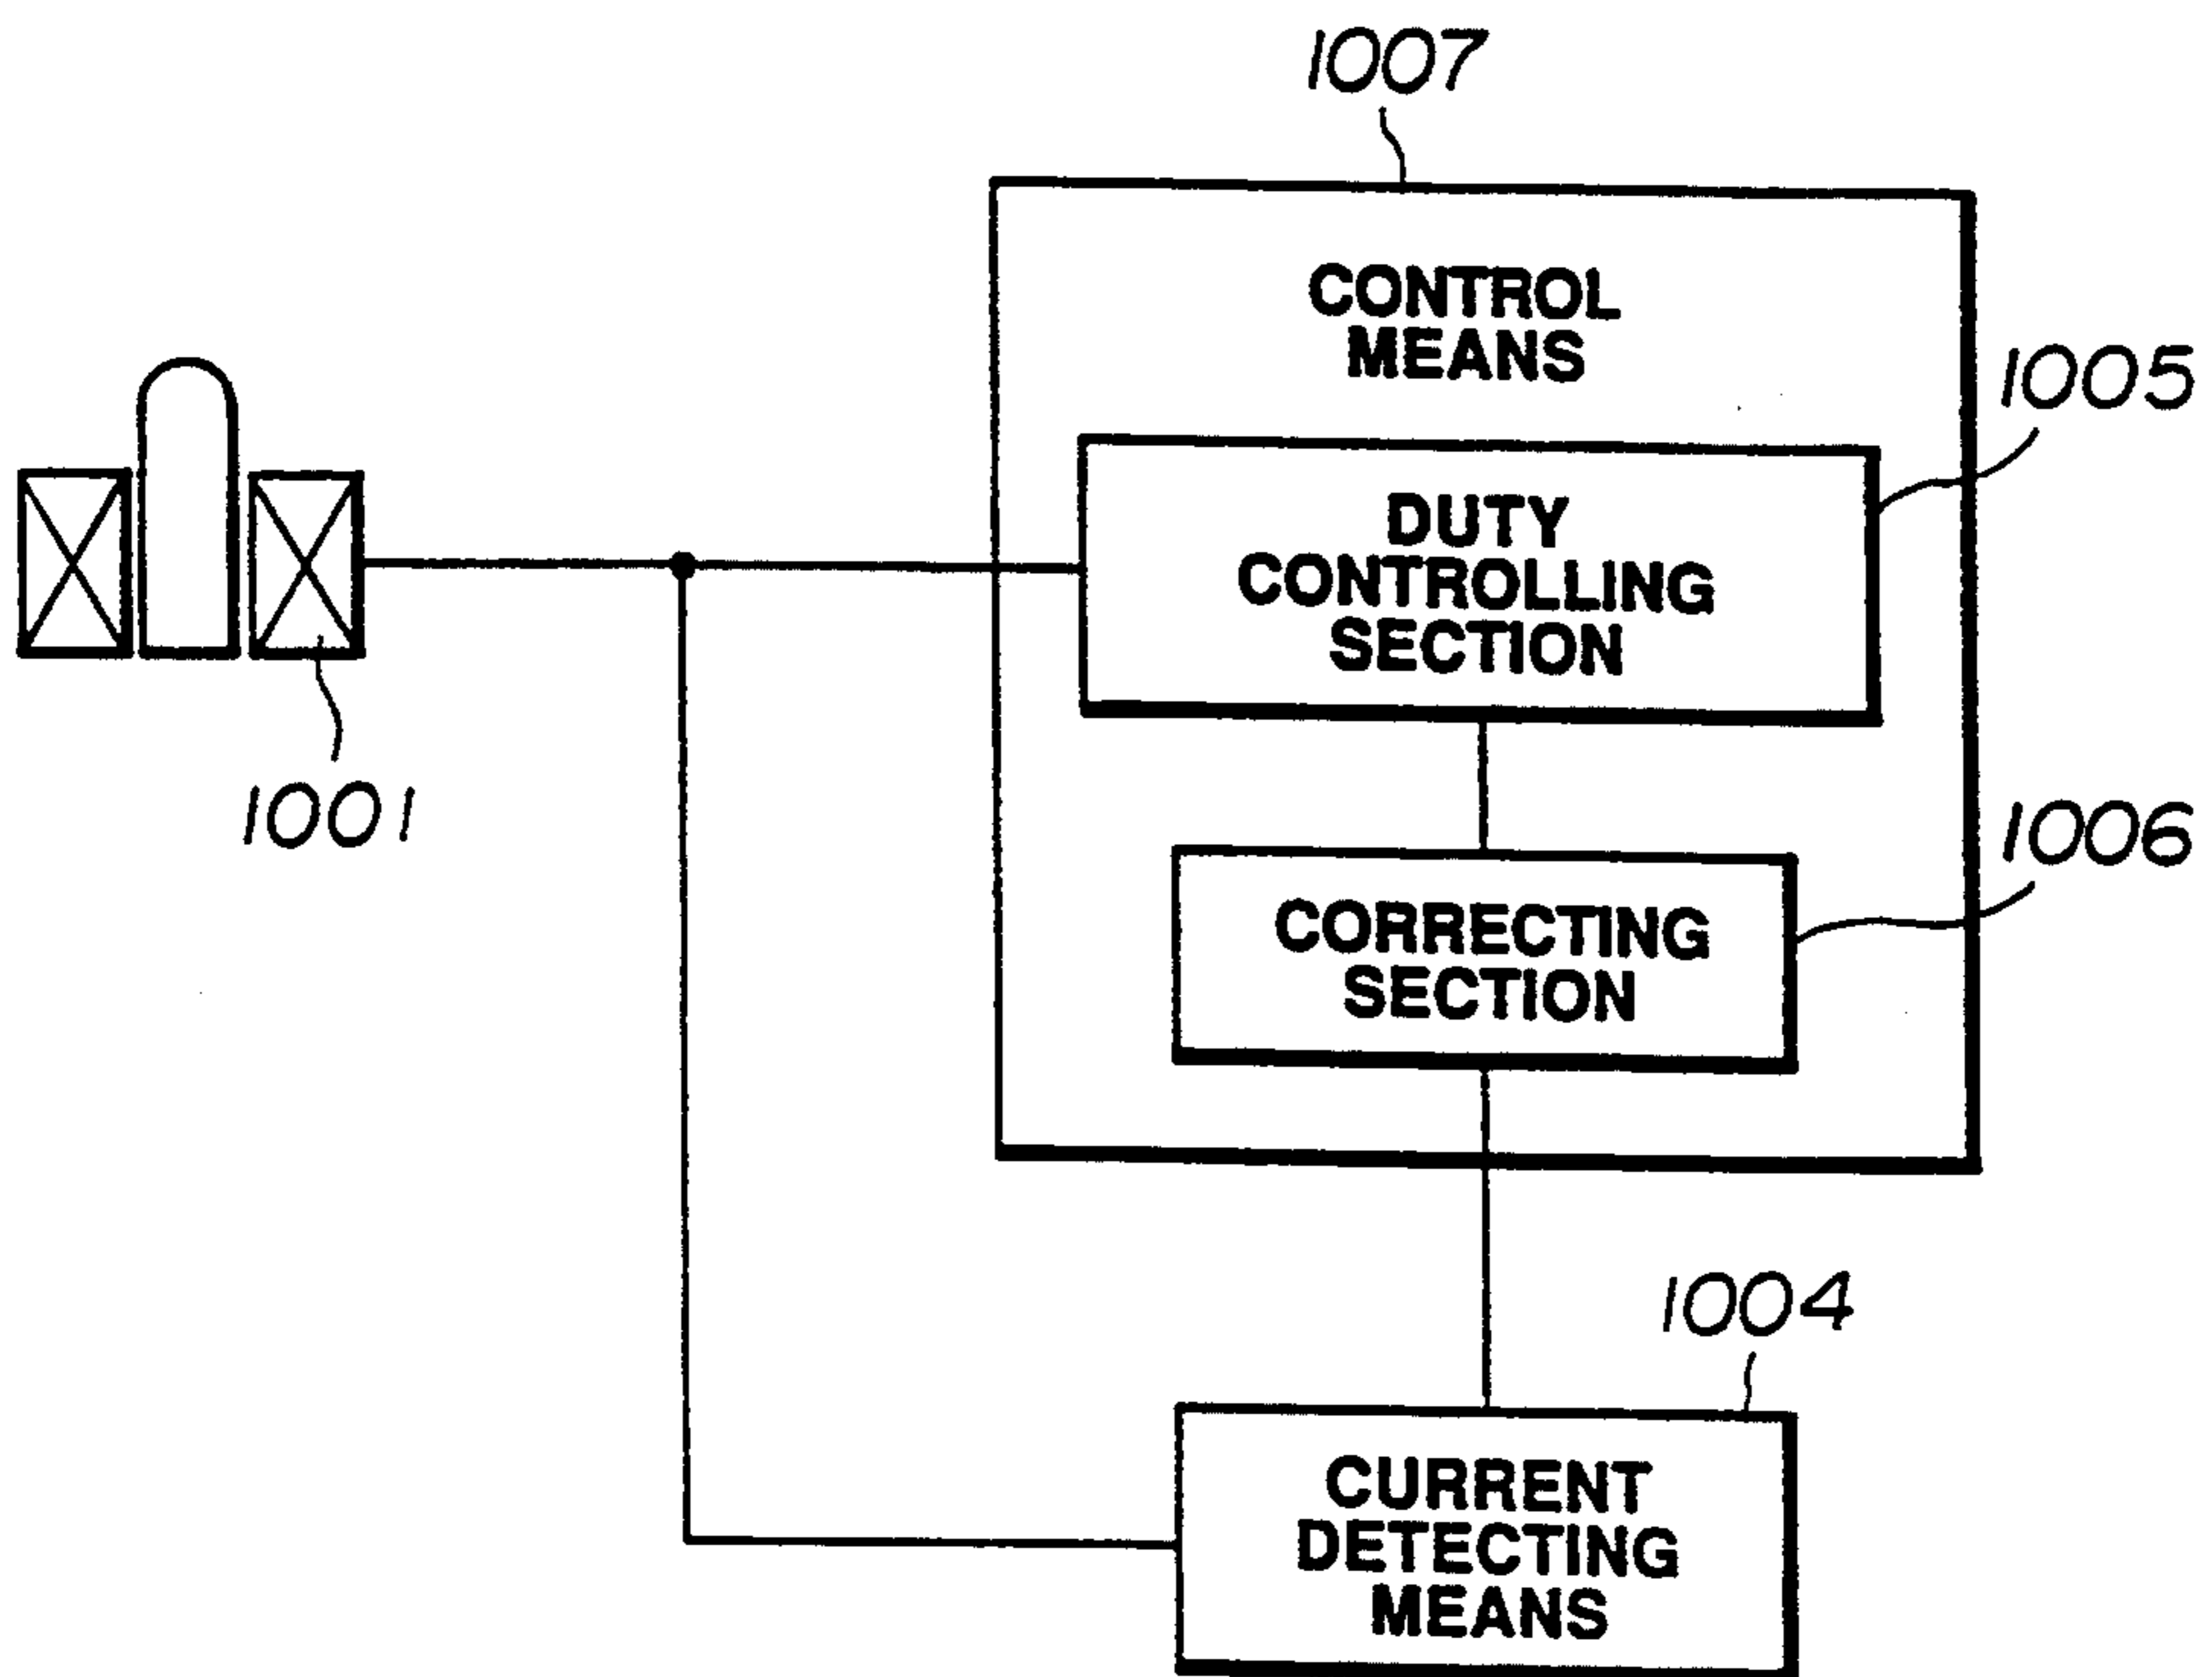 1007
CONTROL
MEANS
1005
DUTY
CONTROLLING
SECTION
1001
1006
CORRECTING
SECTION
1004
CURRENT
DETECTING
MEANS